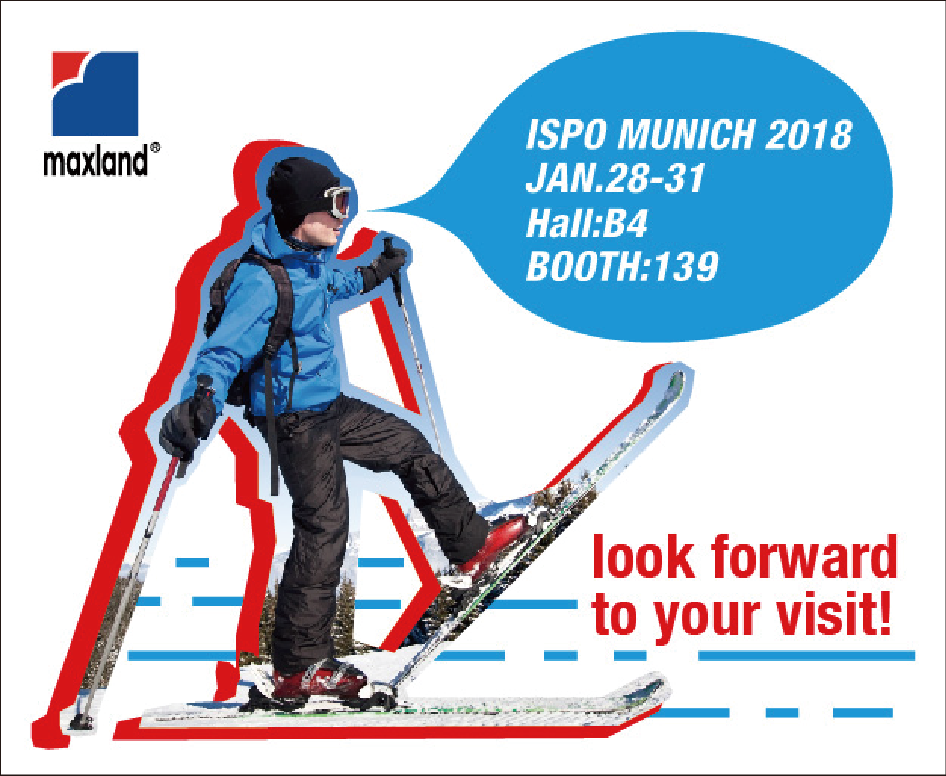 maxland®
ISPO MUNICH 2018
JAN.28-31
Hall:B4
BOOTH:139
look forward
to your visit!